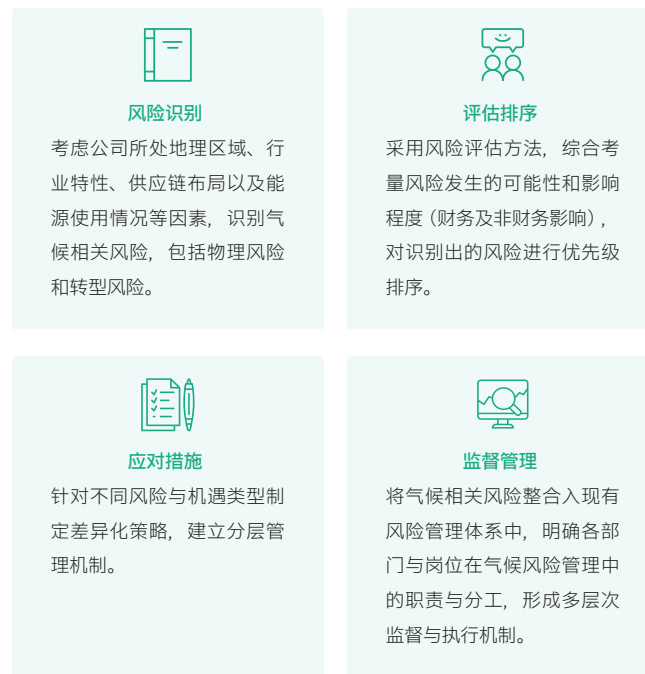 风险识别
考虑公司所处地理区域、行
业特性、供应链布局以及能
源使用情况等因素，识别气
候相关风险，包括物理风险
和转型风险。
评估排序
采用风险评估方法，综合考
量风险发生的可能性和影响
程度（财务及非财务影响），
对识别出的风险进行优先级
排序。
应对措施
针对不同风险与机遇类型制
定差异化策略，建立分层管
理机制。
监督管理
将气候相关风险整合入现有
风险管理体系中，明确各部
门与岗位在气候风险管理中
的职责与分工，形成多层次
监督与执行机制。